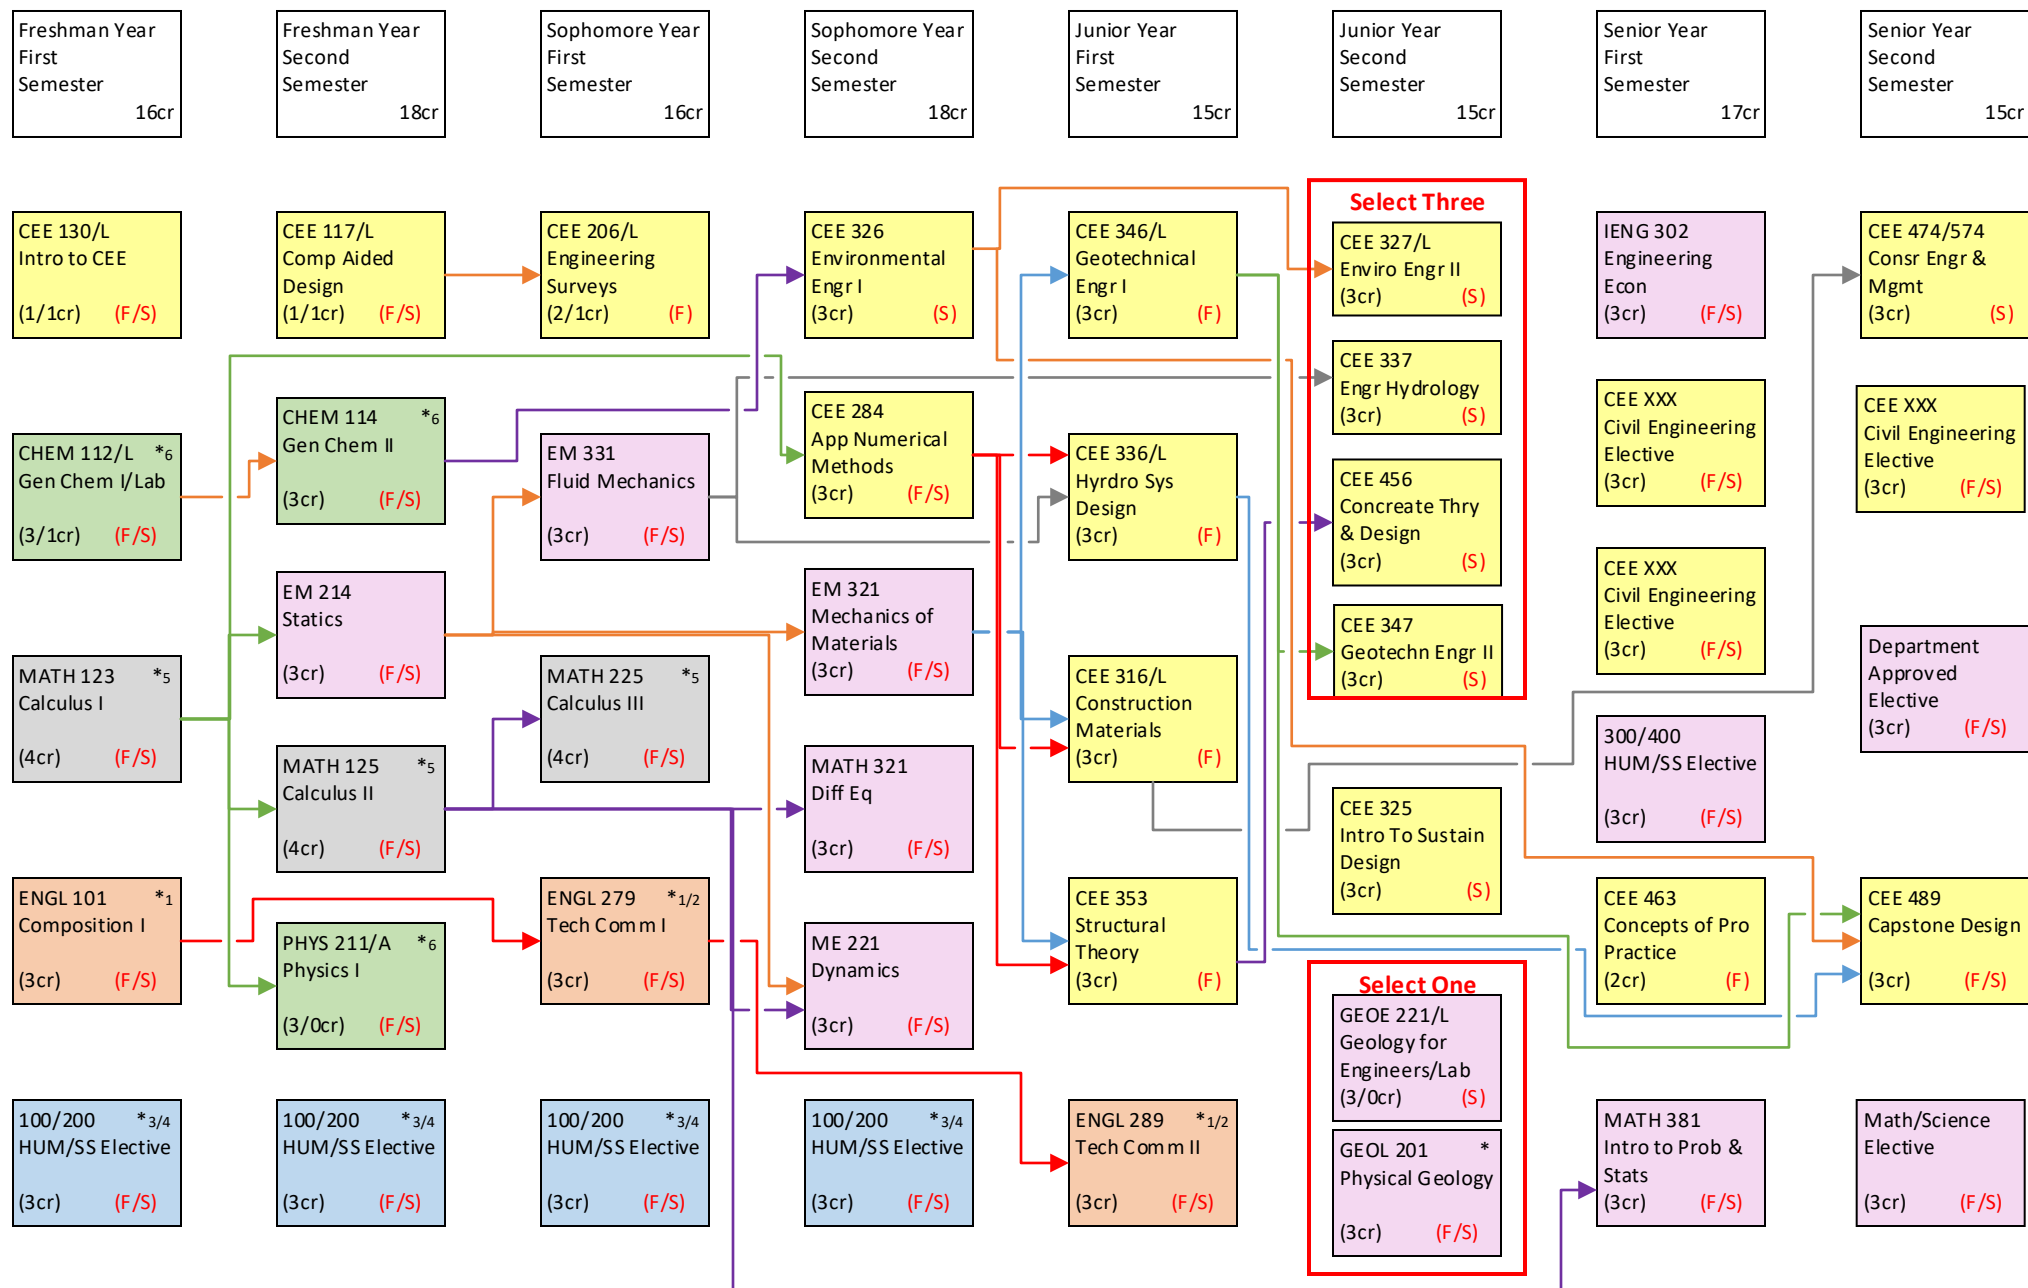 Freshman Year
First
Semester
16cr
Freshman Year
Second
Semester
18cr
Sophomore Year
First
Semester
16cr
Sophomore Year
Second
Semester
18cr
Junior Year
First
Semester
15cr
Junior Year
Second
Semester
15cr
Senior Year
First
Semester
17cr
Senior Year
Second
Semester
15cr
CEE 130/L
Intro to CEE
(1/1cr) (F/S)
CHEM 112/L *6
Gen Chem I/Lab
(3/1cr) (F/S)
MATH 123 *5
Calculus I
(4cr) (F/S)
ENGL 101 *1
Composition I
(3cr) (F/S)
100/200 *3/4
HUM/SS Elective
(3cr) (F/S)
CEE 117/L
Comp Aided
Design
(1/1cr) (F/S)
CHEM 114 *6
Gen Chem II
(3cr) (F/S)
EM 214
Statics
(3cr) (F/S)
MATH 125 *5
Calculus II
(4cr) (F/S)
PHYS 211/A *6
Physics I
(3/0cr) (F/S)
100/200 *3/4
HUM/SS Elective
(3cr) (F/S)
CEE 206/L
Engineering
Surveys
(2/1cr) (F)
EM 331
Fluid Mechanics
(3cr) (F/S)
MATH 225 *5
Calculus III
(4cr) (F/S)
ENGL 279 *1/2
Tech Comm I
(3cr) (F/S)
100/200 *3/4
HUM/SS Elective
(3cr) (F/S)
CEE 326
Environmental
Engr I
(3cr) (S)
CEE 284
App Numerical
Methods
(3cr) (F/S)
EM 321
Mechanics of
Materials
(3cr) (F/S)
MATH 321
Diff Eq
(3cr) (F/S)
ME 221
Dynamics
(3cr) (F/S)
100/200 *3/4
HUM/SS Elective
(3cr) (F/S)
CEE 346/L
Geotechnical
Engr I
(3cr) (F)
CEE 336/L
Hyrdro Sys
Design
(3cr) (F)
CEE 316/L
Construction
Materials
(3cr) (F)
CEE 353
Structural
Theory
(3cr) (F)
ENGL 289 *1/2
Tech Comm II
(3cr) (F/S)
Select Three
CEE 327/L
Enviro Engr II
(3cr) (S)
CEE 337
Engr Hydrology
(3cr) (S)
CEE 456
Concreate Thry
& Design
(3cr) (S)
CEE 347
Geotechn Engr II
(3cr) (S)
CEE 325
Intro To Sustain
Design
(3cr) (S)
Select One
GEOE 221/L
Geology for
Engineers/Lab
(3/0cr) (S)
GEOL 201 *
Physical Geology
(3cr) (F/S)
IENG 302
Engineering
Econ
(3cr) (F/S)
CEE XXX
Civil Engineering
Elective
(3cr) (F/S)
CEE XXX
Civil Engineering
Elective
(3cr) (F/S)
300/400
HUM/SS Elective
(3cr) (F/S)
CEE 463
Concepts of Pro
Practice
(2cr) (F)
MATH 381
Intro to Prob &
Stats
(3cr) (F/S)
CEE 474/574
Consr Engr &
Mgmt
(3cr) (S)
CEE XXX
Civil Engineering
Elective
(3cr) (F/S)
Department
Approved
Elective
(3cr) (F/S)
CEE 489
Capstone Design
(3cr) (F/S)
Math/Science
Elective
(3cr) (F/S)